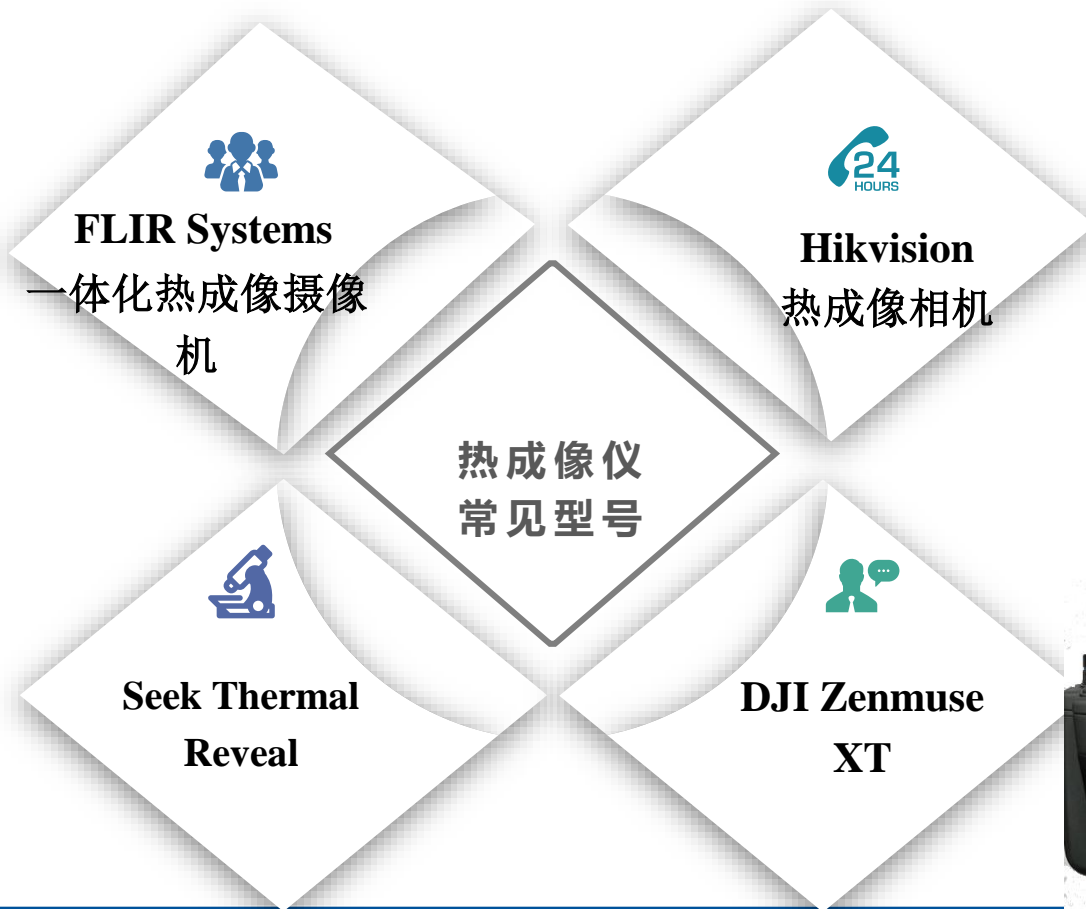 FLIR Systems
一体化热成像摄像
机
24
HOURS
Hikvision
热成像相机
热成像仪
常见型号
Seek Thermal
Reveal
DJI Zenmuse
XT